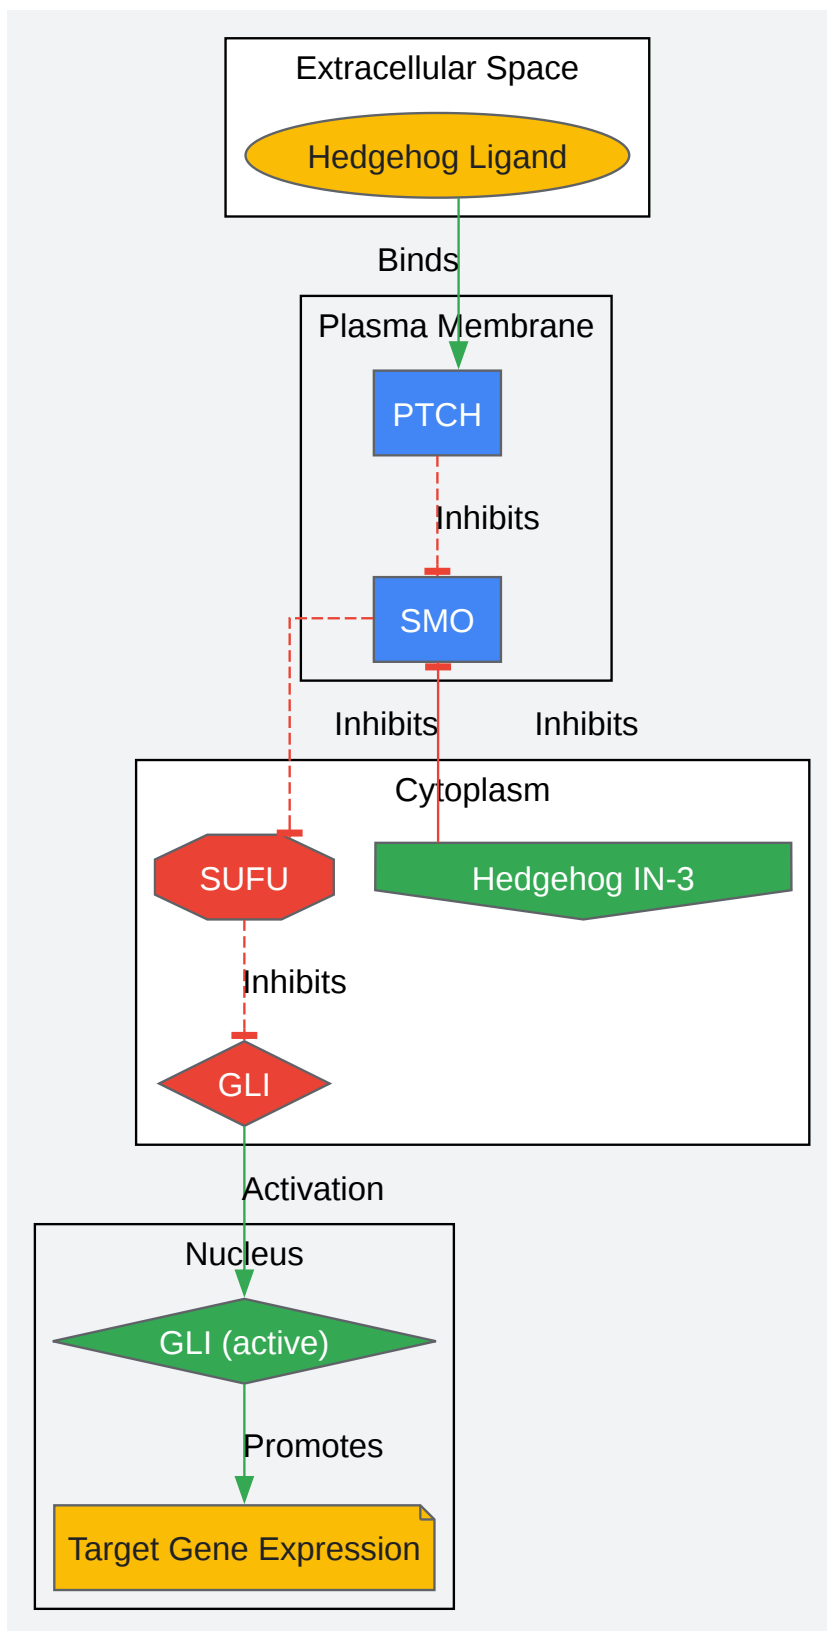 Extracellular Space
Hedgehog Ligand
Binds
Plasma Membrane
PTCH
Inhibits
SMO
Inhibits
Inhibits
Cytoplasm
SUFU
Hedgehog IN-3
Inhibits
GLI
Activation
Nucleus
GLI (active)
Promotes
Target Gene Expression